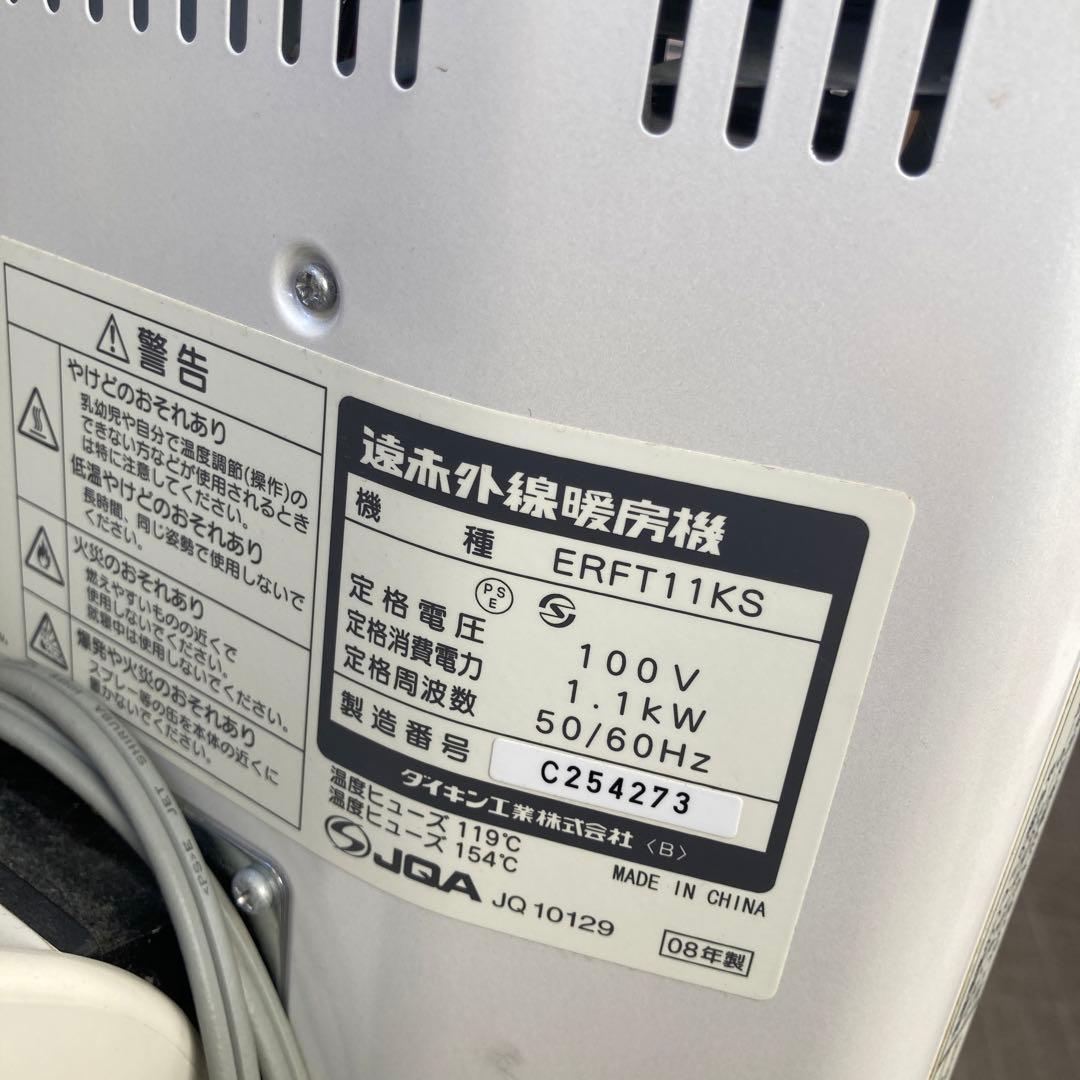 警告
やけどのおそれあり
乳幼児や自分で温度調節(操作)の
できない方などが使用されるとき
は特に注意してください。
低温やけどのおそれあり
長時間、同じ姿勢で使用しないで
ください。
火災のおそれあり
燃えやすいものの近くで
使用しないでください。
就寝中は使用しないでください。
爆発や火災のおそれあり
スプレー等の缶を本体の近くに
置かないでください。
遠赤外線暖房機
機種 ERFT11KS
PS
E
定格電圧 100V
定格消費電力 1.1kW
定格周波数 50/60Hz
製造番号 C254273
ダイキン工業株式会社〈B〉
温度ヒューズ 119℃
温度ヒューズ 154℃
MADE IN CHINA
JQA JQ10129
08年製
JET <PS>E